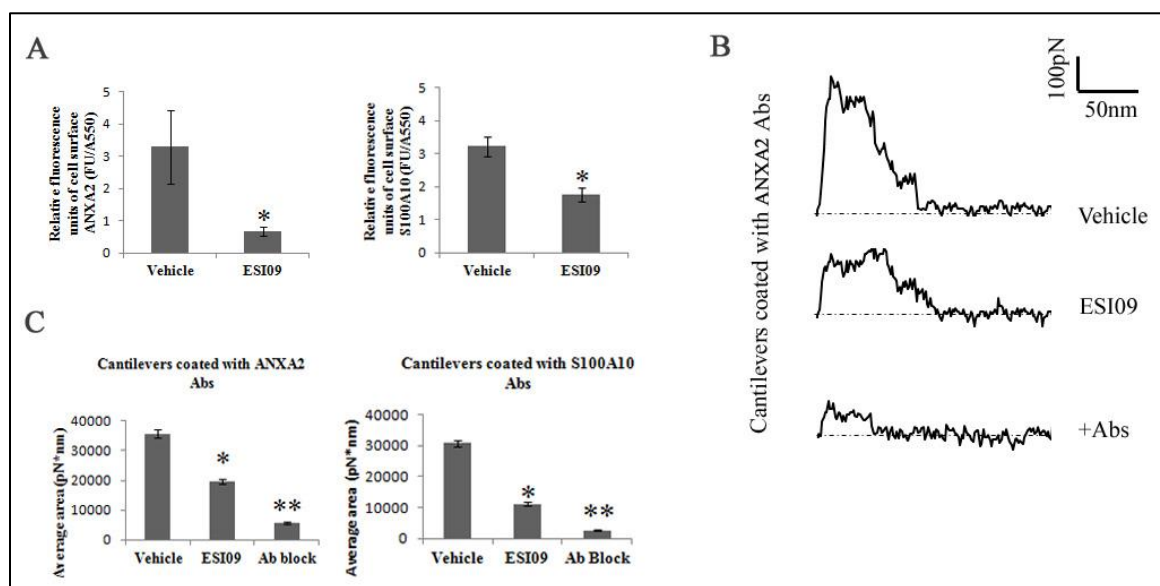 A
Relative fluorescence
units of cell surface
ANXA2 (FU/A550)
5
4
3
2
1
0
*
Vehicle ESI09
Relative fluorescence
units of cell surface
S100A10 (FU/A550)
5
4
3
2
1
0
*
Vehicle ESI09
B
Cantilevers coated with ANXA2 Abs
100pN
50nm
Vehicle
ESI09
+Abs
C
Cantilevers coated with ANXA2
Abs
Average area(pN*nm)
40000
30000
20000
10000
0
*
**
Vehicle ESI09 Ab block
Cantilevers coated with S100A10
Abs
Average area (pN*nm)
40000
30000
20000
10000
0
*
**
Vehicle ESI09 Ab Block